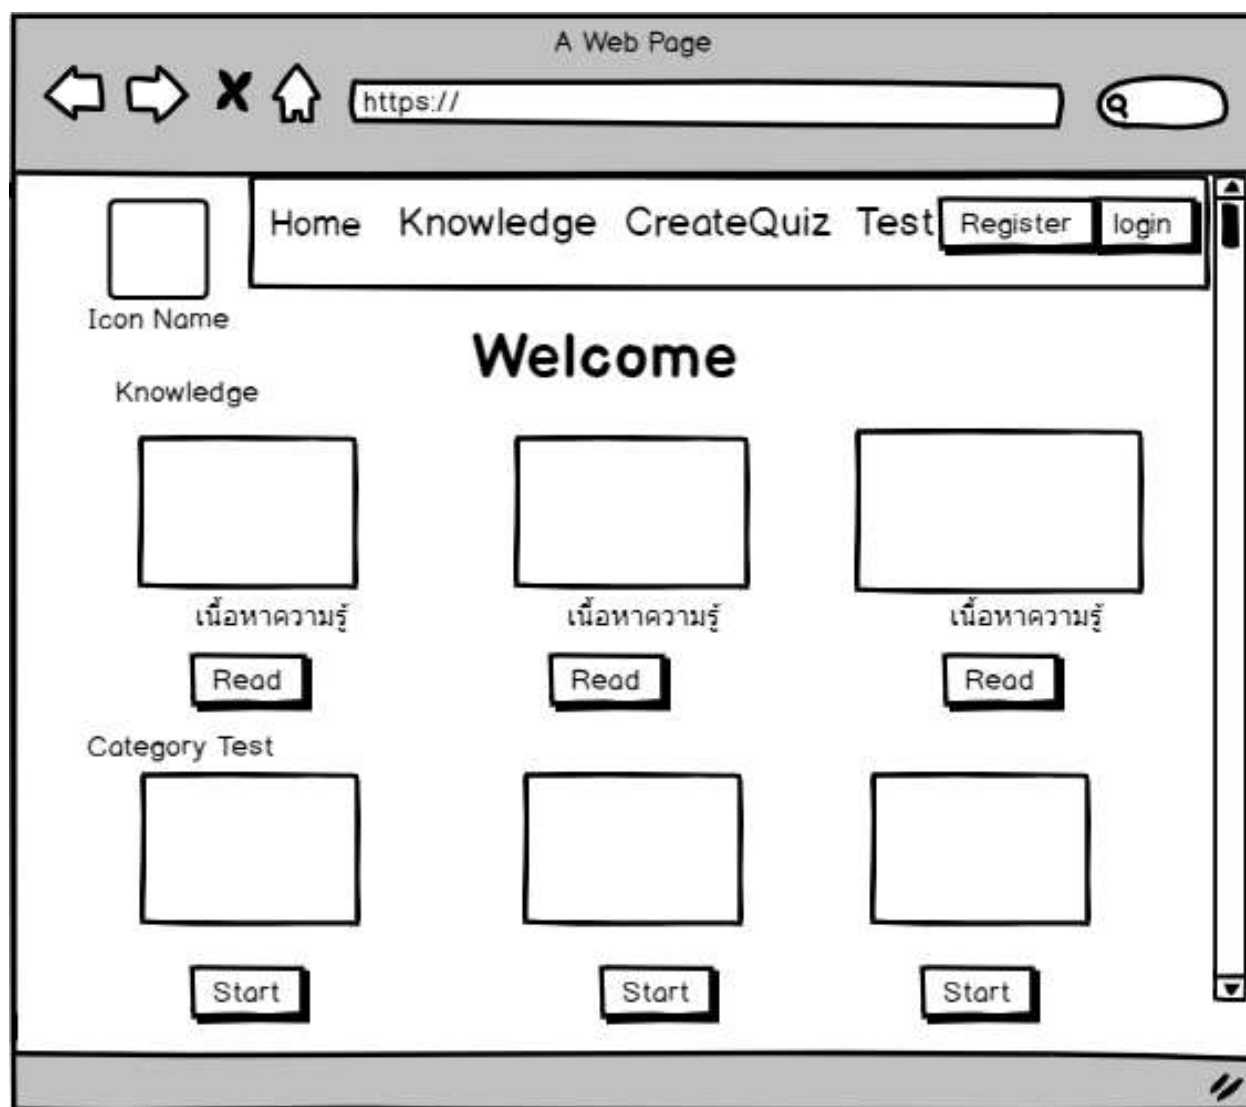 A Web Page
https://
Home Knowledge CreateQuiz Test Register login
Icon Name
Welcome
Knowledge
เนื้อหาความรู้ เนื้อหาความรู้ เนื้อหาความรู้
Read Read Read
Category Test
Start Start Start